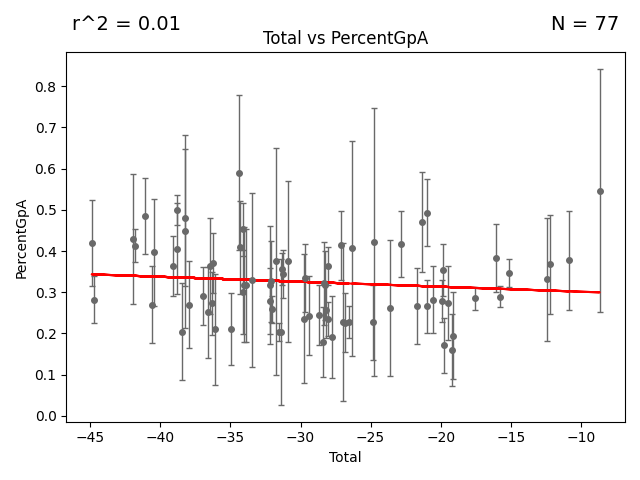 r^2 = 0.01
N = 77
Total vs PercentGpA
PercentGpA
0.8
0.7
0.6
0.5
0.4
0.3
0.2
0.1
0.0
−45 −40 −35 −30 −25 −20 −15 −10
Total